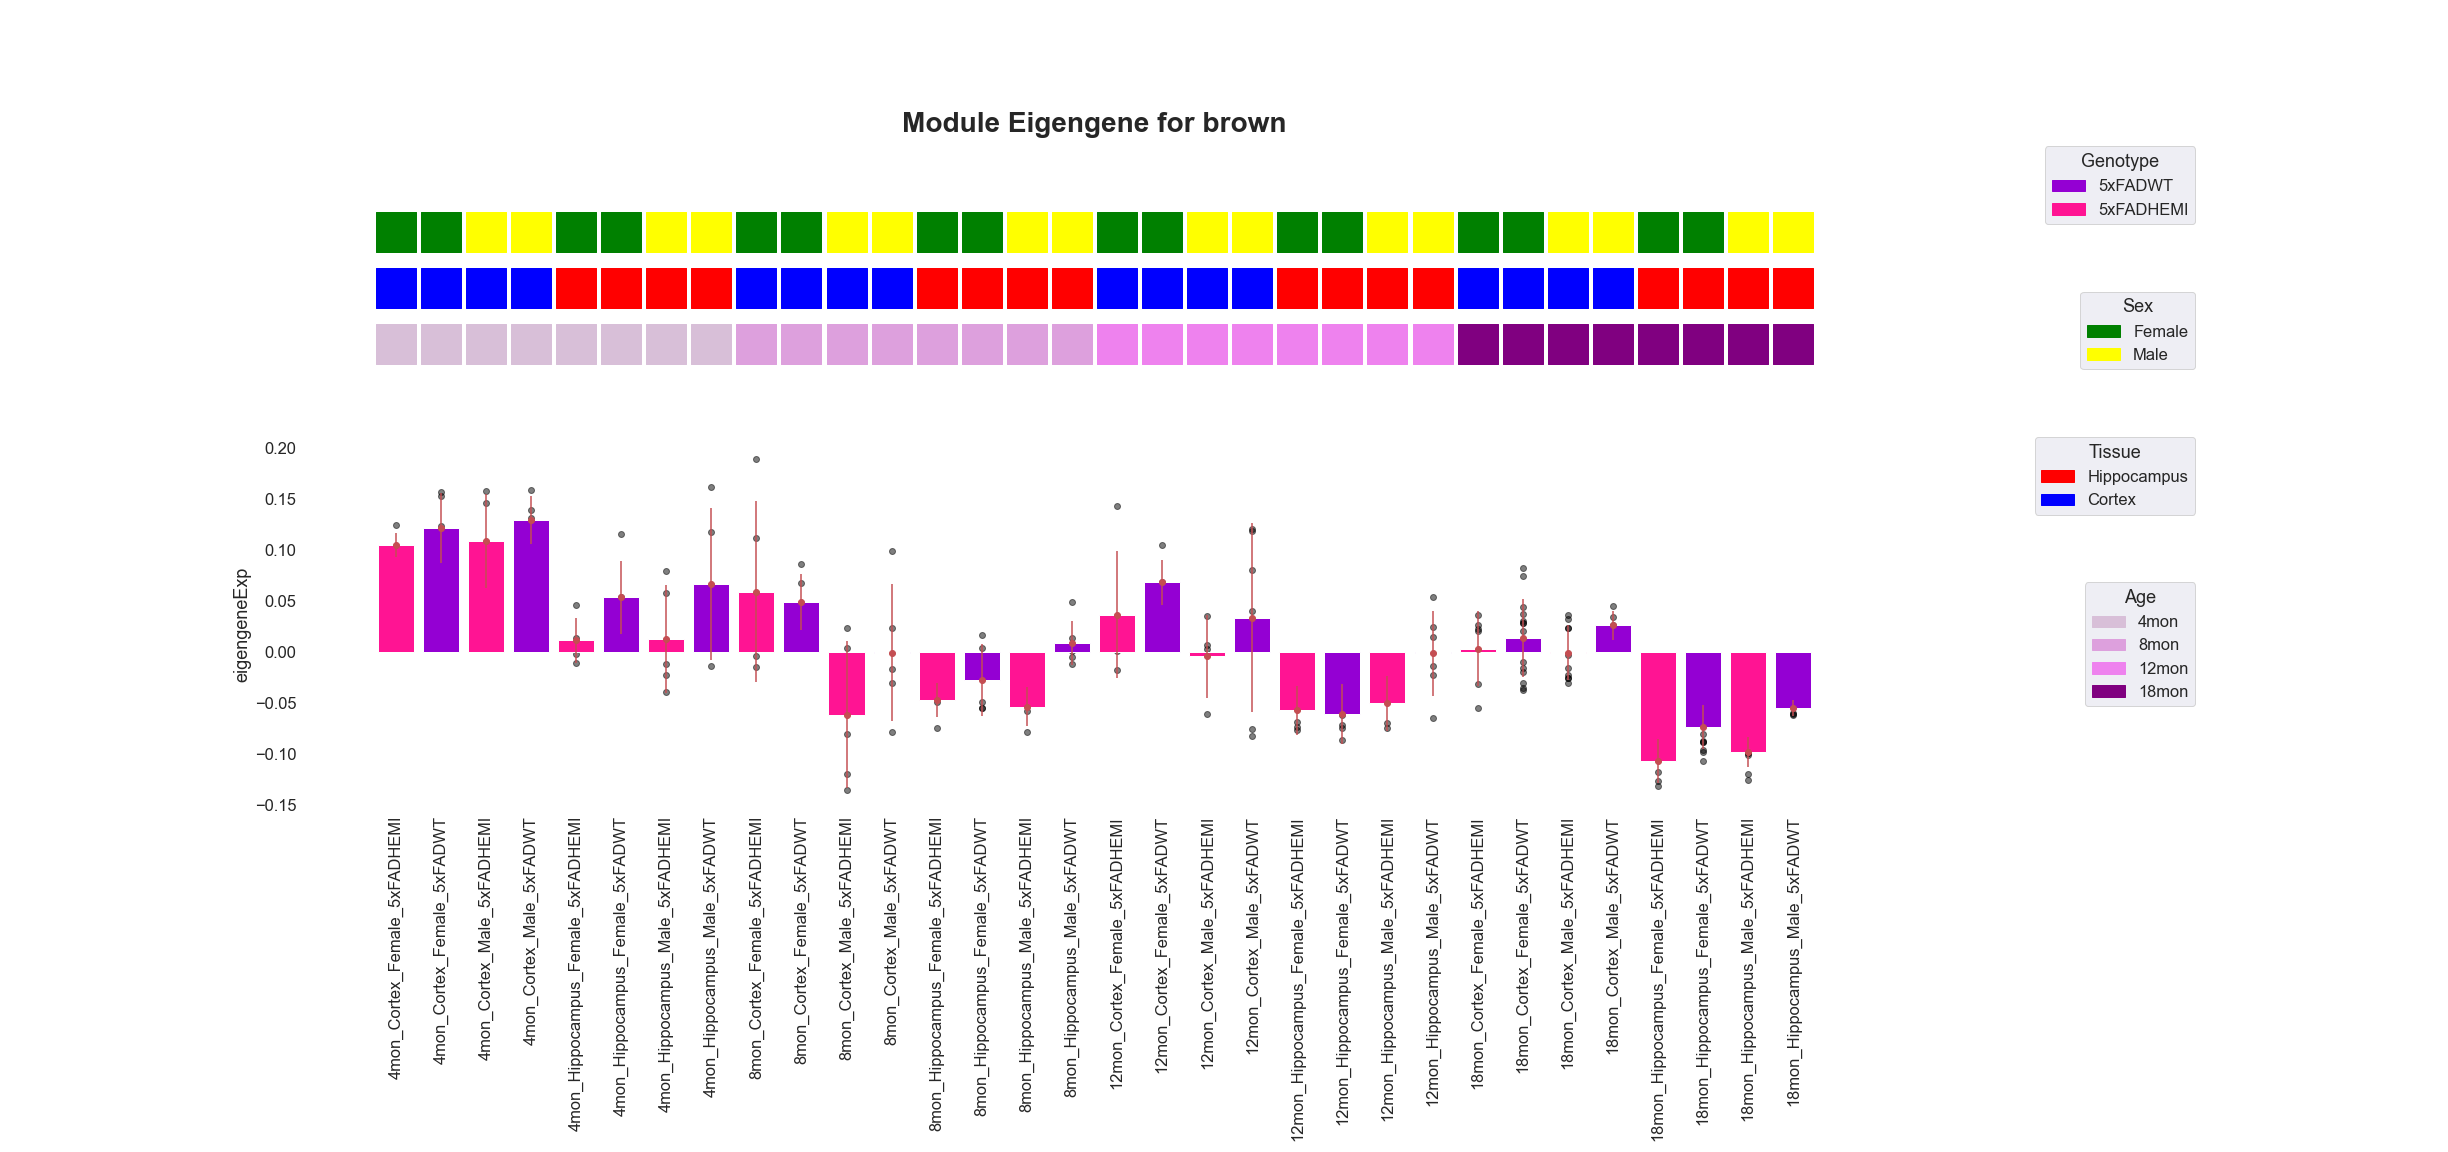 Module Eigengene for brown
Genotype
5xFADWT
5xFADHEMI
Sex
Female
Male
Tissue
Hippocampus
Cortex
Age
4mon
8mon
12mon
18mon
eigengeneExp
0.20
0.15
0.10
0.05
0.00
−0.05
−0.10
−0.15
4mon_Cortex_Female_5xFADHEMI
4mon_Cortex_Female_5xFADWT
4mon_Cortex_Male_5xFADHEMI
4mon_Cortex_Male_5xFADWT
4mon_Hippocampus_Female_5xFADHEMI
4mon_Hippocampus_Female_5xFADWT
4mon_Hippocampus_Male_5xFADHEMI
4mon_Hippocampus_Male_5xFADWT
8mon_Cortex_Female_5xFADHEMI
8mon_Cortex_Female_5xFADWT
8mon_Cortex_Male_5xFADHEMI
8mon_Cortex_Male_5xFADWT
8mon_Hippocampus_Female_5xFADHEMI
8mon_Hippocampus_Female_5xFADWT
8mon_Hippocampus_Male_5xFADHEMI
8mon_Hippocampus_Male_5xFADWT
12mon_Cortex_Female_5xFADHEMI
12mon_Cortex_Female_5xFADWT
12mon_Cortex_Male_5xFADHEMI
12mon_Cortex_Male_5xFADWT
12mon_Hippocampus_Female_5xFADHEMI
12mon_Hippocampus_Female_5xFADWT
12mon_Hippocampus_Male_5xFADHEMI
12mon_Hippocampus_Male_5xFADWT
18mon_Cortex_Female_5xFADHEMI
18mon_Cortex_Female_5xFADWT
18mon_Cortex_Male_5xFADHEMI
18mon_Cortex_Male_5xFADWT
18mon_Hippocampus_Female_5xFADHEMI
18mon_Hippocampus_Female_5xFADWT
18mon_Hippocampus_Male_5xFADHEMI
18mon_Hippocampus_Male_5xFADWT